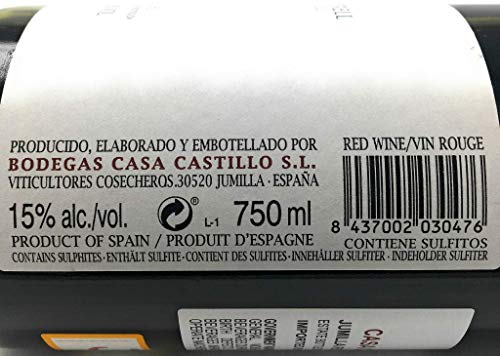 PRODUCIDO, ELABORADO Y EMBOTELLADO POR
BODEGAS CASA CASTILLO S.L.
VITICULTORES COSECHEROS.30520 JUMILLA · ESPAÑA
15% alc./vol. L-1 750 ml
PRODUCT OF SPAIN / PRODUIT D'ESPAGNE
RED WINE/VIN ROUGE
8 437002 030476
CONTIENE SULFITOS
CONTAINS SULPHITES · ENTHÄLT SULFITE · CONTIENT DES SULFITES · INNEHÅLLER SULFITER · INDEHOLDER SULFITER